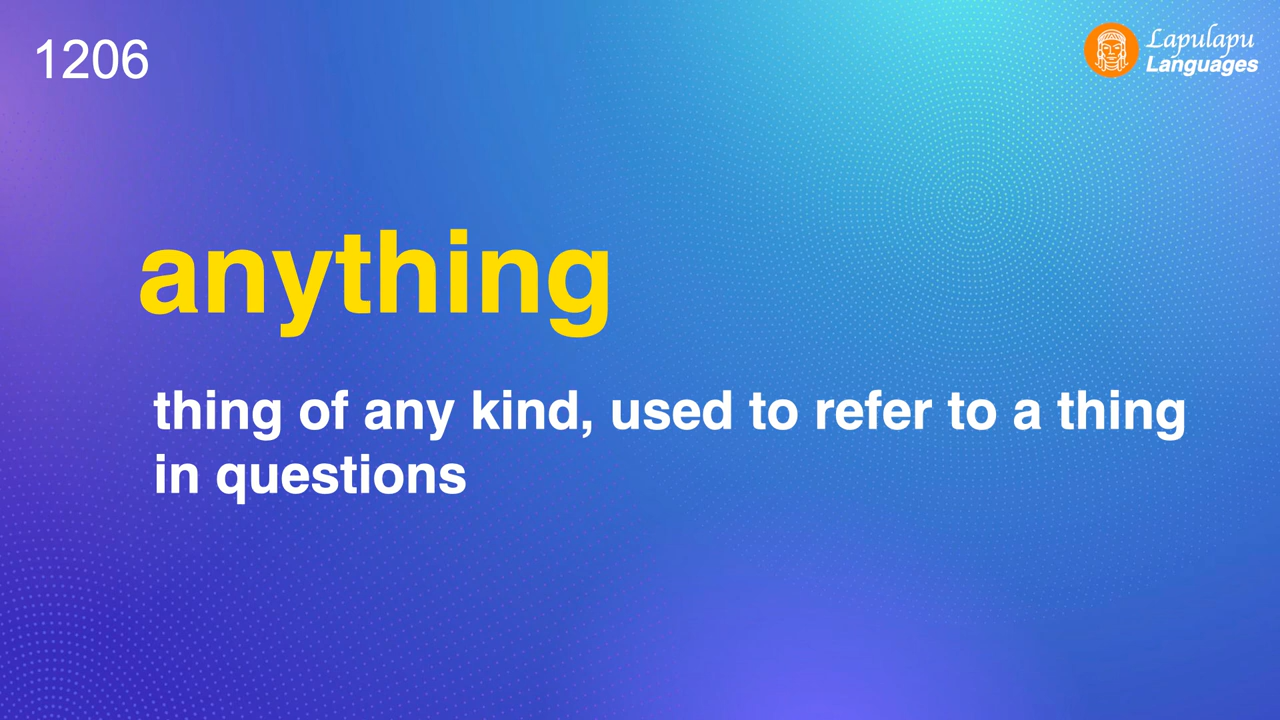 1206
Lapulapu
Languages
anything
thing of any kind, used to refer to a thing
in questions